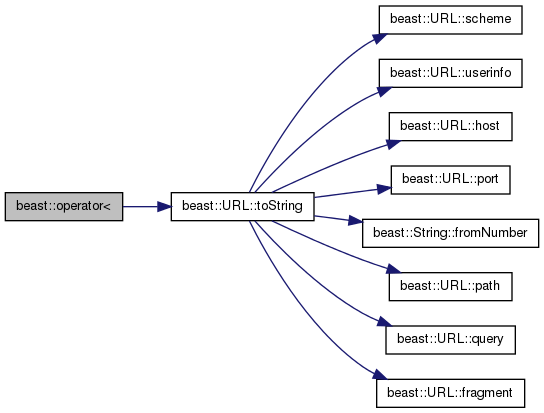 beast::URL::scheme
beast::URL::userinfo
beast::URL::host
beast::URL::port
beast::operator<
beast::URL::toString
beast::String::fromNumber
beast::URL::path
beast::URL::query
beast::URL::fragment